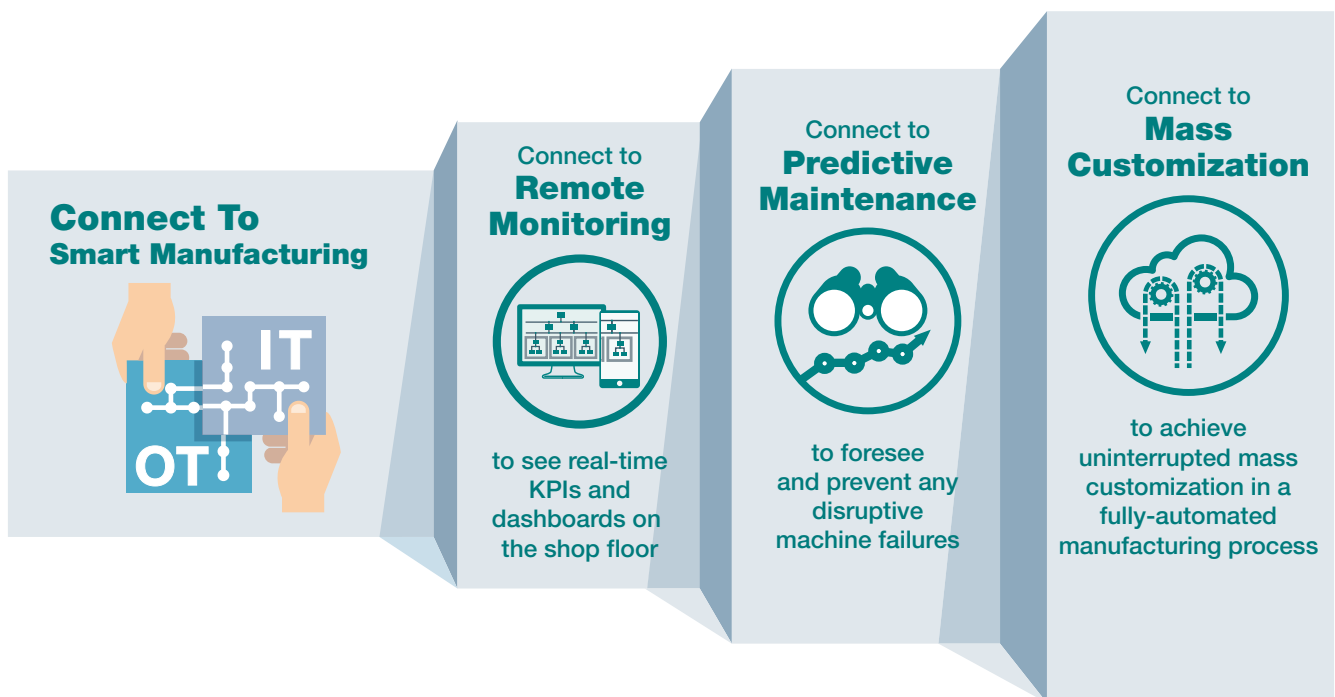 Connect To
Smart Manufacturing
IT
OT
Connect to
Remote
Monitoring
to see real-time
KPIs and
dashboards on
the shop floor
Connect to
Predictive
Maintenance
to foresee
and prevent any
disruptive
machine failures
Connect to
Mass
Customization
to achieve
uninterrupted mass
customization in a
fully-automated
manufacturing process